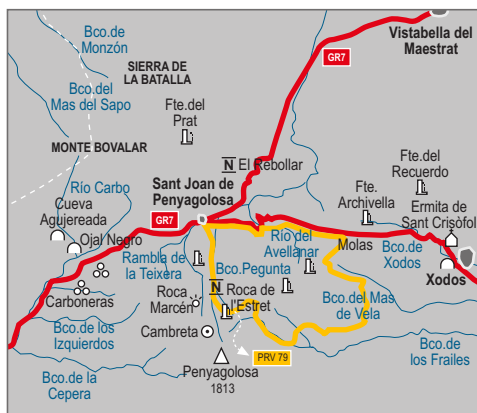 Bco.de
Monzón
Vistabella del
Maestrat
SIERRA DE
LA BATALLA
GR7
Bco.del
Mas del Sapo
Fte.del
Prat
MONTE BOVALAR
N El Rebollar
Fte.del
Recuerdo
Río Carbo
Sant Joan de
Penyagolosa
Fte.
Archivella
Ermita de
Sant Crisòfol
Cueva
Agujereada
GR7
Ojal Negro
Río del
Avellanar
Molas
Bco.de
Xodos
Rambla de
la Teixera
Bco.Pegunta
Xodos
Carboneras
Roca
Marcén
N Roca de
l'Estret
Bco.del Mas
de Vela
Bco.de los
Izquierdos
Cambreta
Bco.de
los Frailes
Bco.de la
Cepera
Penyagolosa
1813
PRV 79